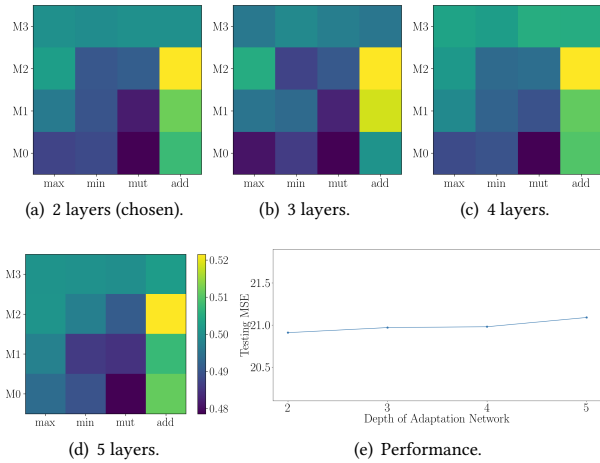 M3
M2
M1
M0
max min mut add
(a) 2 layers (chosen).
M3
M2
M1
M0
max min mut add
(b) 3 layers.
M3
M2
M1
M0
max min mut add
(c) 4 layers.
M3
M2
M1
M0
max min mut add
0.52
0.51
0.50
0.49
0.48
(d) 5 layers.
Testing MSE
21.5
21.0
20.5
2 3 4 5
Depth of Adaptation Network
(e) Performance.